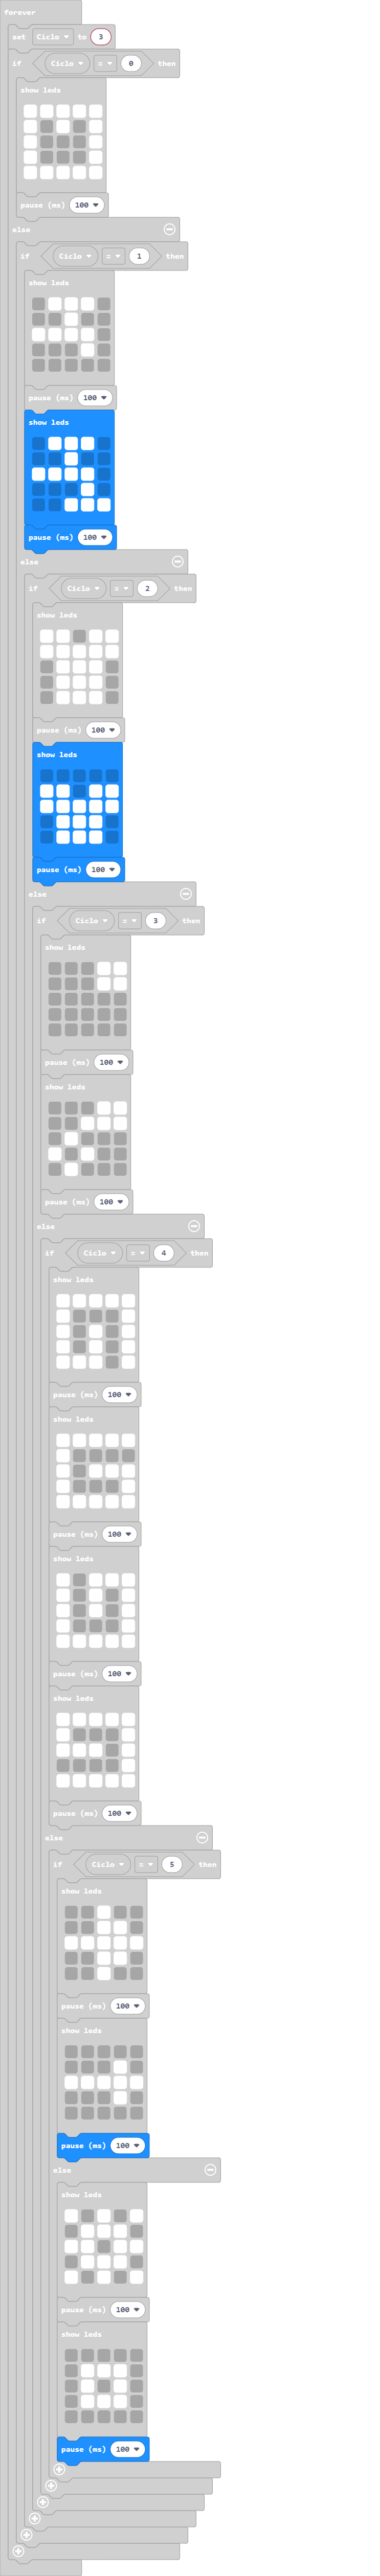 forever
set Ciclo to 3
if Ciclo = 0 then
show leds
pause (ms) 100
else
if Ciclo = 1 then
show leds
pause (ms) 100
show leds
pause (ms) 100
else
if Ciclo = 2 then
show leds
pause (ms) 100
show leds
pause (ms) 100
else
if Ciclo = 3 then
show leds
pause (ms) 100
show leds
pause (ms) 100
else
if Ciclo = 4 then
show leds
pause (ms) 100
show leds
pause (ms) 100
show leds
pause (ms) 100
show leds
pause (ms) 100
else
if Ciclo = 5 then
show leds
pause (ms) 100
show leds
pause (ms) 100
else
show leds
pause (ms) 100
show leds
pause (ms) 100